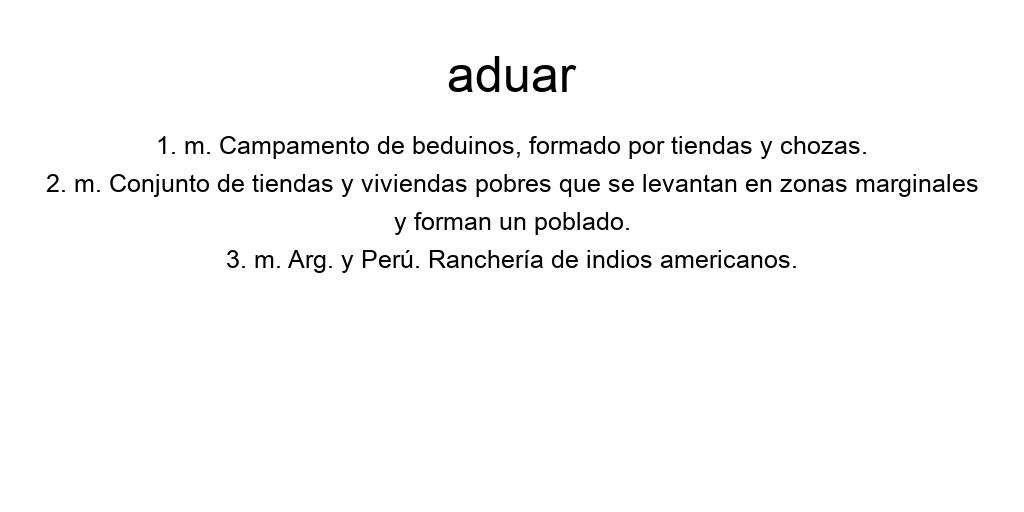 aduar
1. m. Campamento de beduinos, formado por tiendas y chozas.
2. m. Conjunto de tiendas y viviendas pobres que se levantan en zonas marginales
y forman un poblado.
3. m. Arg. y Perú. Ranchería de indios americanos.